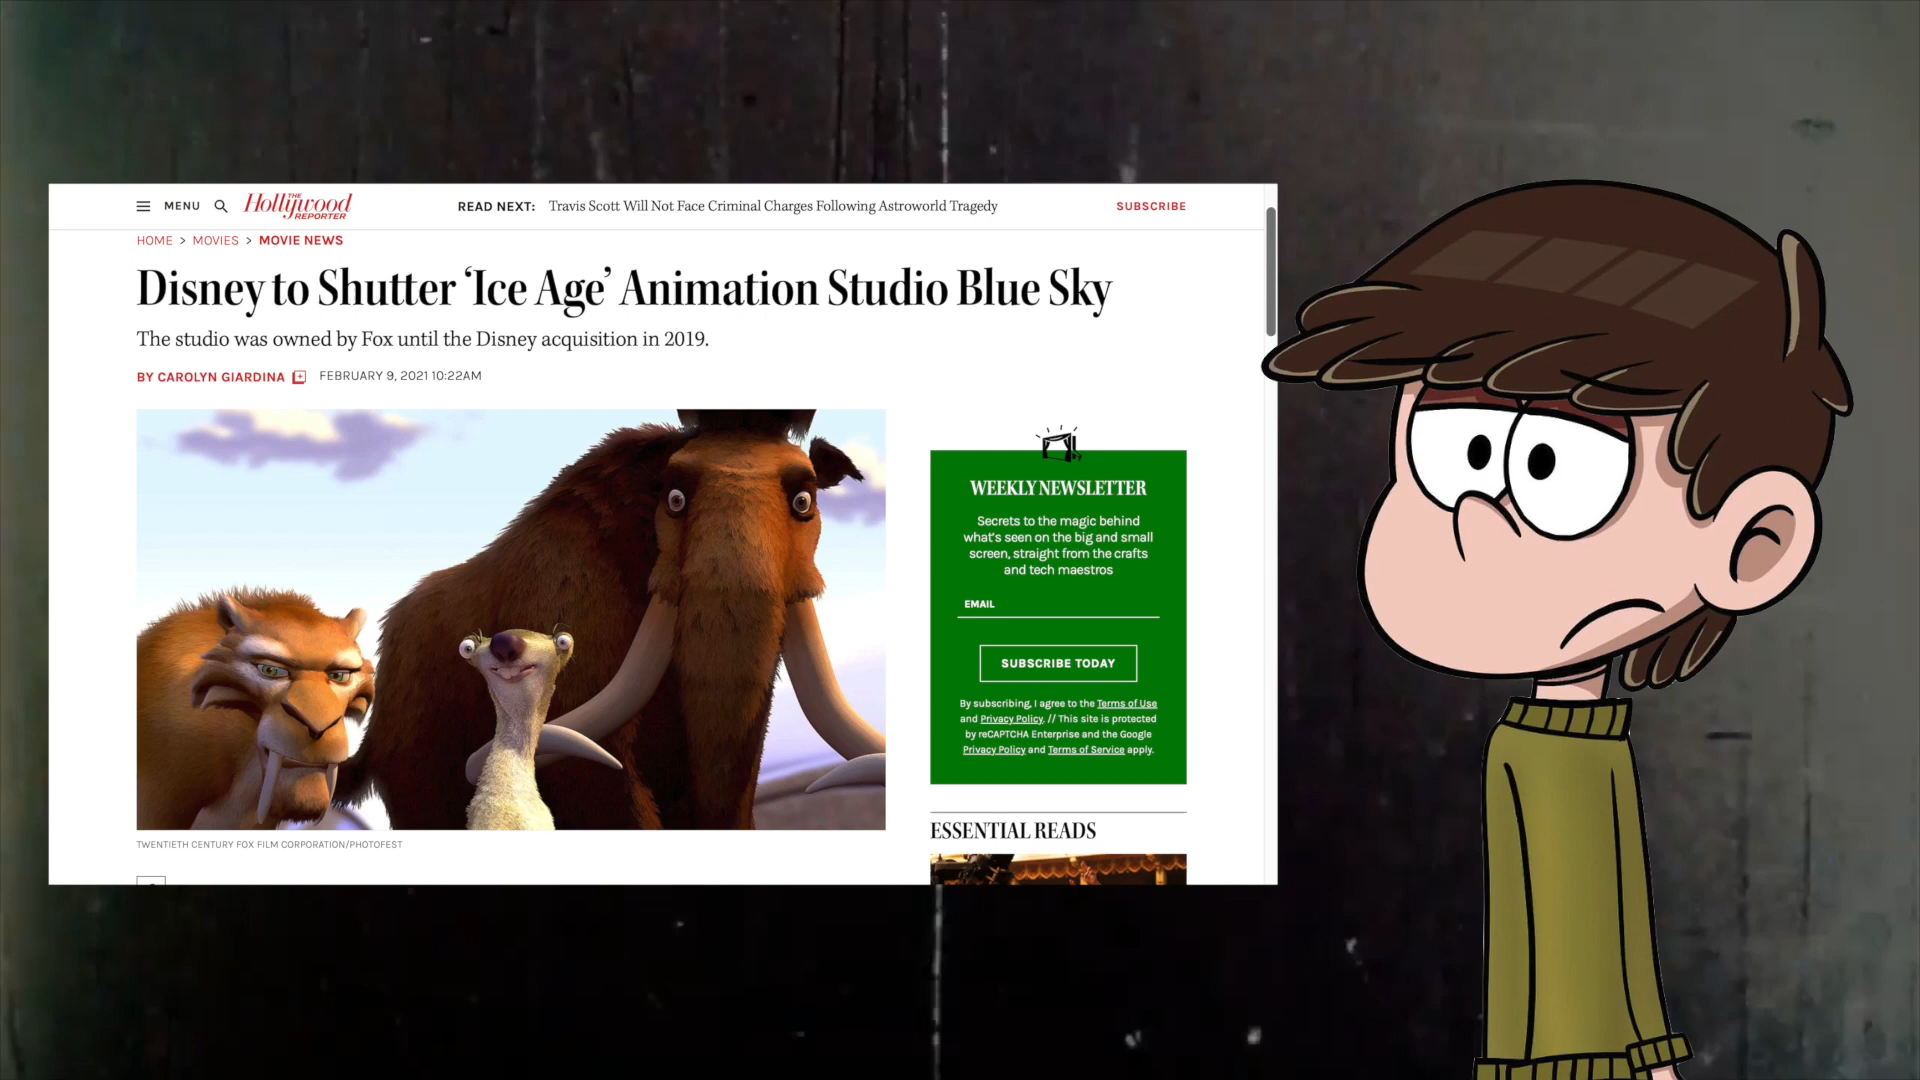 MENU
THE
Hollywood
REPORTER
READ NEXT: Travis Scott Will Not Face Criminal Charges Following Astroworld Tragedy
SUBSCRIBE
HOME > MOVIES > MOVIE NEWS
Disney to Shutter ‘Ice Age’ Animation Studio Blue Sky
The studio was owned by Fox until the Disney acquisition in 2019.
BY CAROLYN GIARDINA
FEBRUARY 9, 2021 10:22AM
TWENTIETH CENTURY FOX FILM CORPORATION/PHOTOFEST
WEEKLY NEWSLETTER
Secrets to the magic behind
what's seen on the big and small
screen, straight from the crafts
and tech maestros
EMAIL
SUBSCRIBE TODAY
By subscribing, I agree to the Terms of Use
and Privacy Policy. // This site is protected
by reCAPTCHA Enterprise and the Google
Privacy Policy and Terms of Service apply.
ESSENTIAL READS